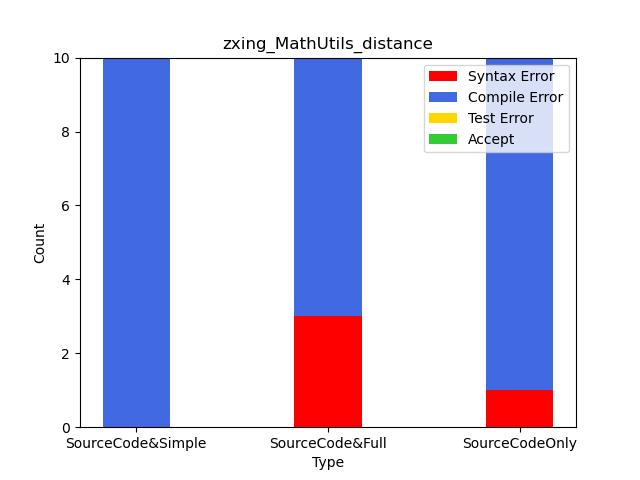 zxing_MathUtils_distance
10
8
6
4
2
0
Count
Syntax Error
Compile Error
Test Error
Accept
SourceCode&Simple
SourceCode&Full
SourceCodeOnly
Type